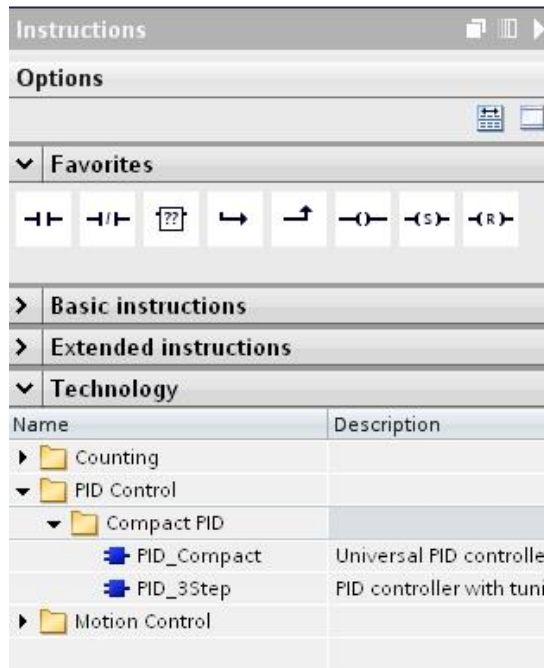 Instructions
Options
Favorites
??
S
R
Basic instructions
Extended instructions
Technology
Name Description
Counting
PID Control
Compact PID
PID_Compact Universal PID controlle
PID_3Step PID controller with tuni
Motion Control